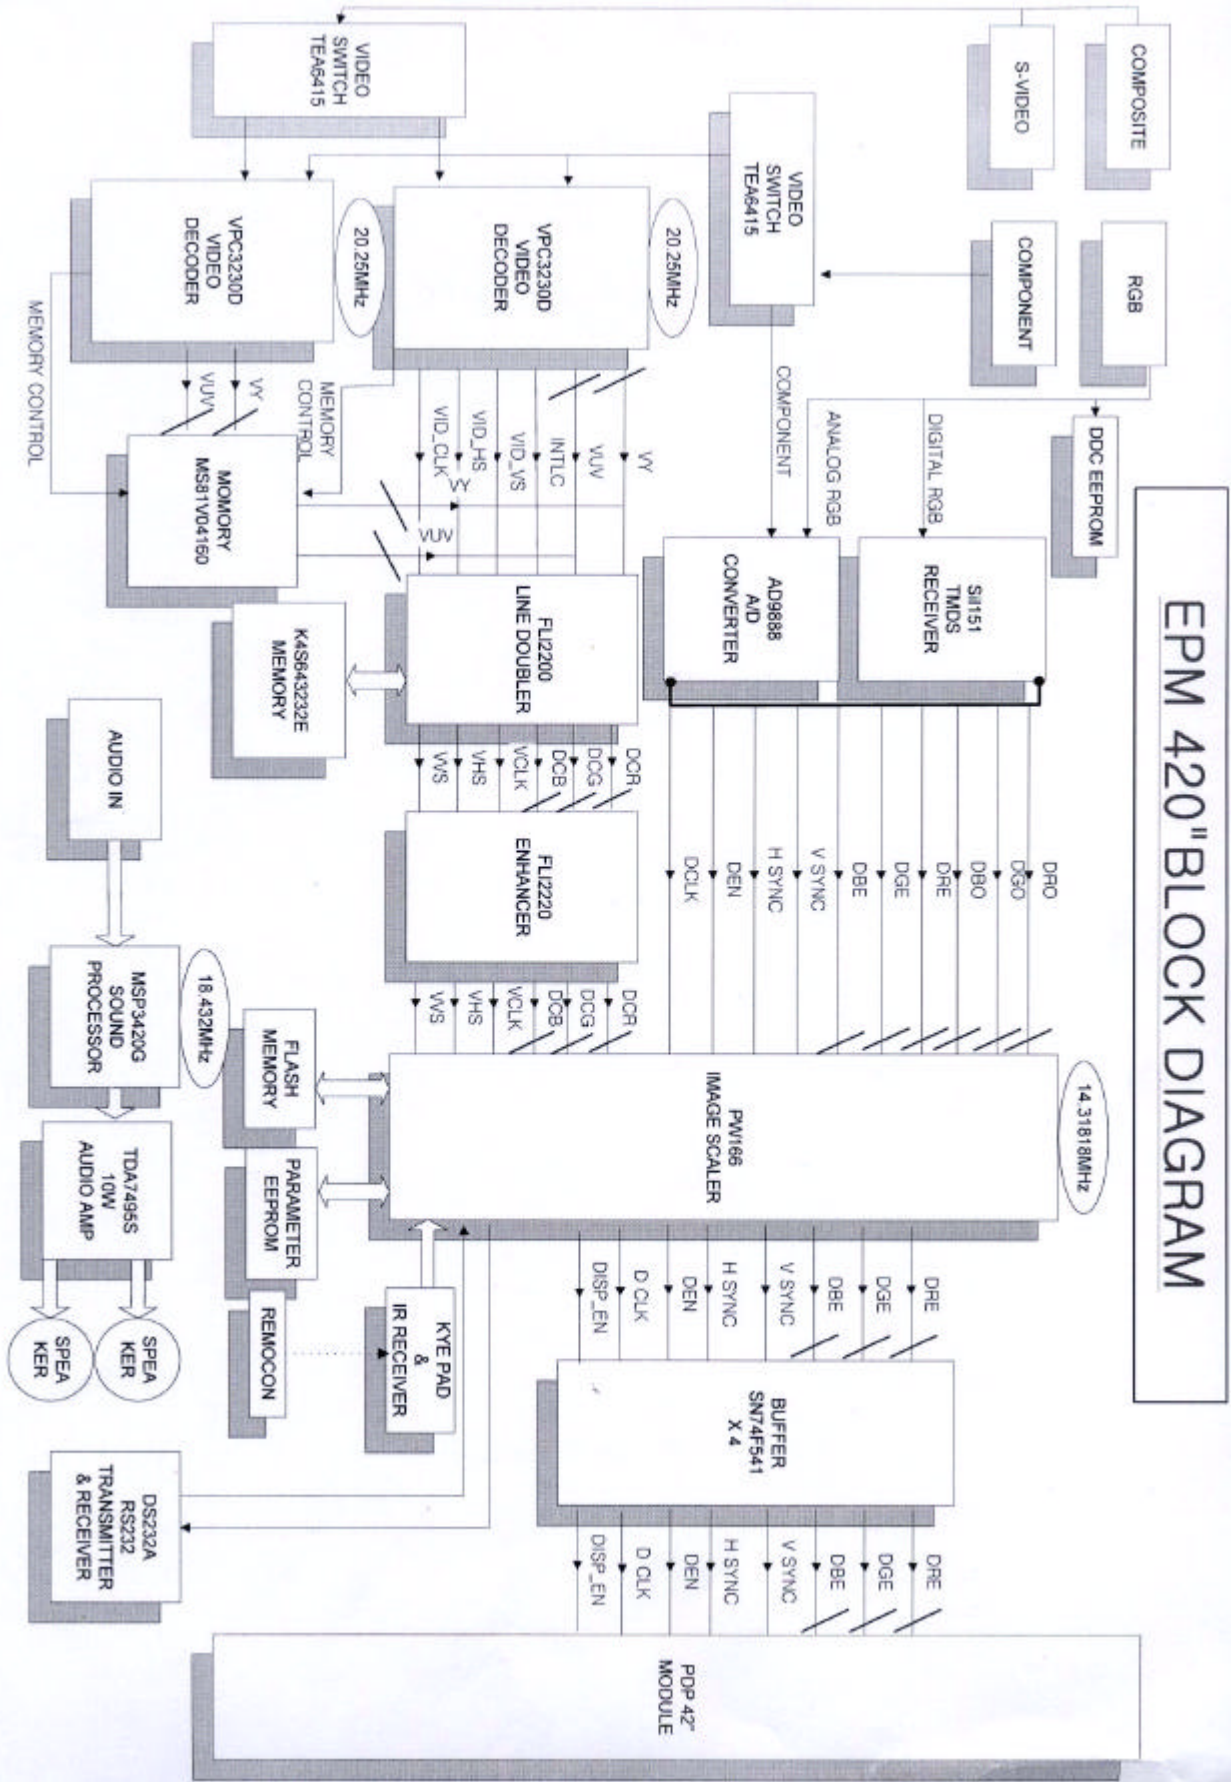 EPM 420"BLOCK DIAGRAM
COMPOSITE
S-VIDEO
VIDEO
SWITCH
TEA6415
RGB
COMPONENT
VIDEO
SWITCH
TEA6415
20.25MHz
VPC3230D
VIDEO
DECODER
20.25MHz
VPC3230D
VIDEO
DECODER
DDC EEPROM
DIGITAL RGB
ANALOG RGB
COMPONENT
VY
VUV
INTLC
VID_VS
VID_HS
VID_CLK
VY
VUV
MEMORY
CONTROL
VY
VUV
MEMORY CONTROL
SiI151
TMDS
RECEIVER
AD9888
A/D
CONVERTER
FLI2200
LINE DOUBLER
MOMORY
MS81V04160
K4S643232E
MEMORY
DRO
DGO
DBO
DRE
DGE
DBE
V SYNC
H SYNC
DEN
DCLK
DCR
DCG
DCB
VCLK
VHS
VVS
FLI2220
ENHANCER
DCR
DCG
DCB
VCLK
VHS
VVS
AUDIO IN
18.432MHz
MSP3420G
SOUND
PROCESSOR
14.31818MHz
PW166
IMAGE SCALER
FLASH
MEMORY
PARAMETER
EEPROM
TDA7495S
10W
AUDIO AMP
SPEA
KER
SPEA
KER
KYE PAD
&
IR RECEIVER
REMOCON
DRE
DGE
DBE
V SYNC
H SYNC
DEN
D CLK
DISP_EN
BUFFER
SN74F541
X 4
DS232A
RS232
TRANSMITTER
& RECEIVER
DRE
DGE
DBE
V SYNC
H SYNC
DEN
D CLK
DISP_EN
PDP 42"
MODULE